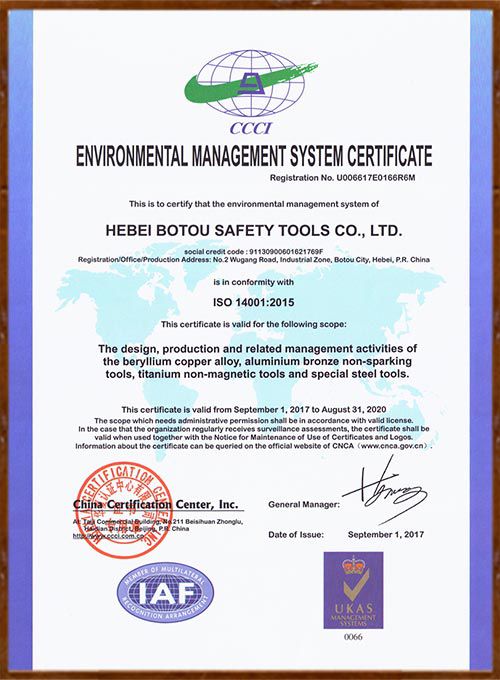 CCCI
ENVIRONMENTAL MANAGEMENT SYSTEM CERTIFICATE
Registration No. U006617E0166R6M
This is to certify that the environmental management system of
HEBEI BOTOU SAFETY TOOLS CO., LTD.
social credit code : 91130900601621769F
Registration/Office/Production Address: No.2 Wugang Road, Industrial Zone, Botou City, Hebei, P.R. China
is in conformity with
ISO 14001:2015
This certificate is valid for the following scope:
The design, production and related management activities of
the beryllium copper alloy, aluminium bronze non-sparking
tools, titanium non-magnetic tools and special steel tools.
This certificate is valid from September 1, 2017 to August 31, 2020
The scope which needs administrative permission shall be in accordance with valid license.
In the case that the organization regularly receives surveillance assessments, the certificate shall be
valid when used together with the Notice for Maintenance of Use of Certificates and Logos.
Information about the certificate can be queried on the official website of CNCA (www.cnca.gov.cn).
China Certification Center, Inc.
At: Taiji Commercial Building, No.211 Beisihuan Zhonglu,
Haidian District, Beijing, P.R. China
http://www.ccci.com.cn
General Manager:
Date of Issue: September 1, 2017
MEMBER OF MULTILATERAL
IAF
RECOGNITION ARRANGEMENT
UKAS
MANAGEMENT
SYSTEMS
0066